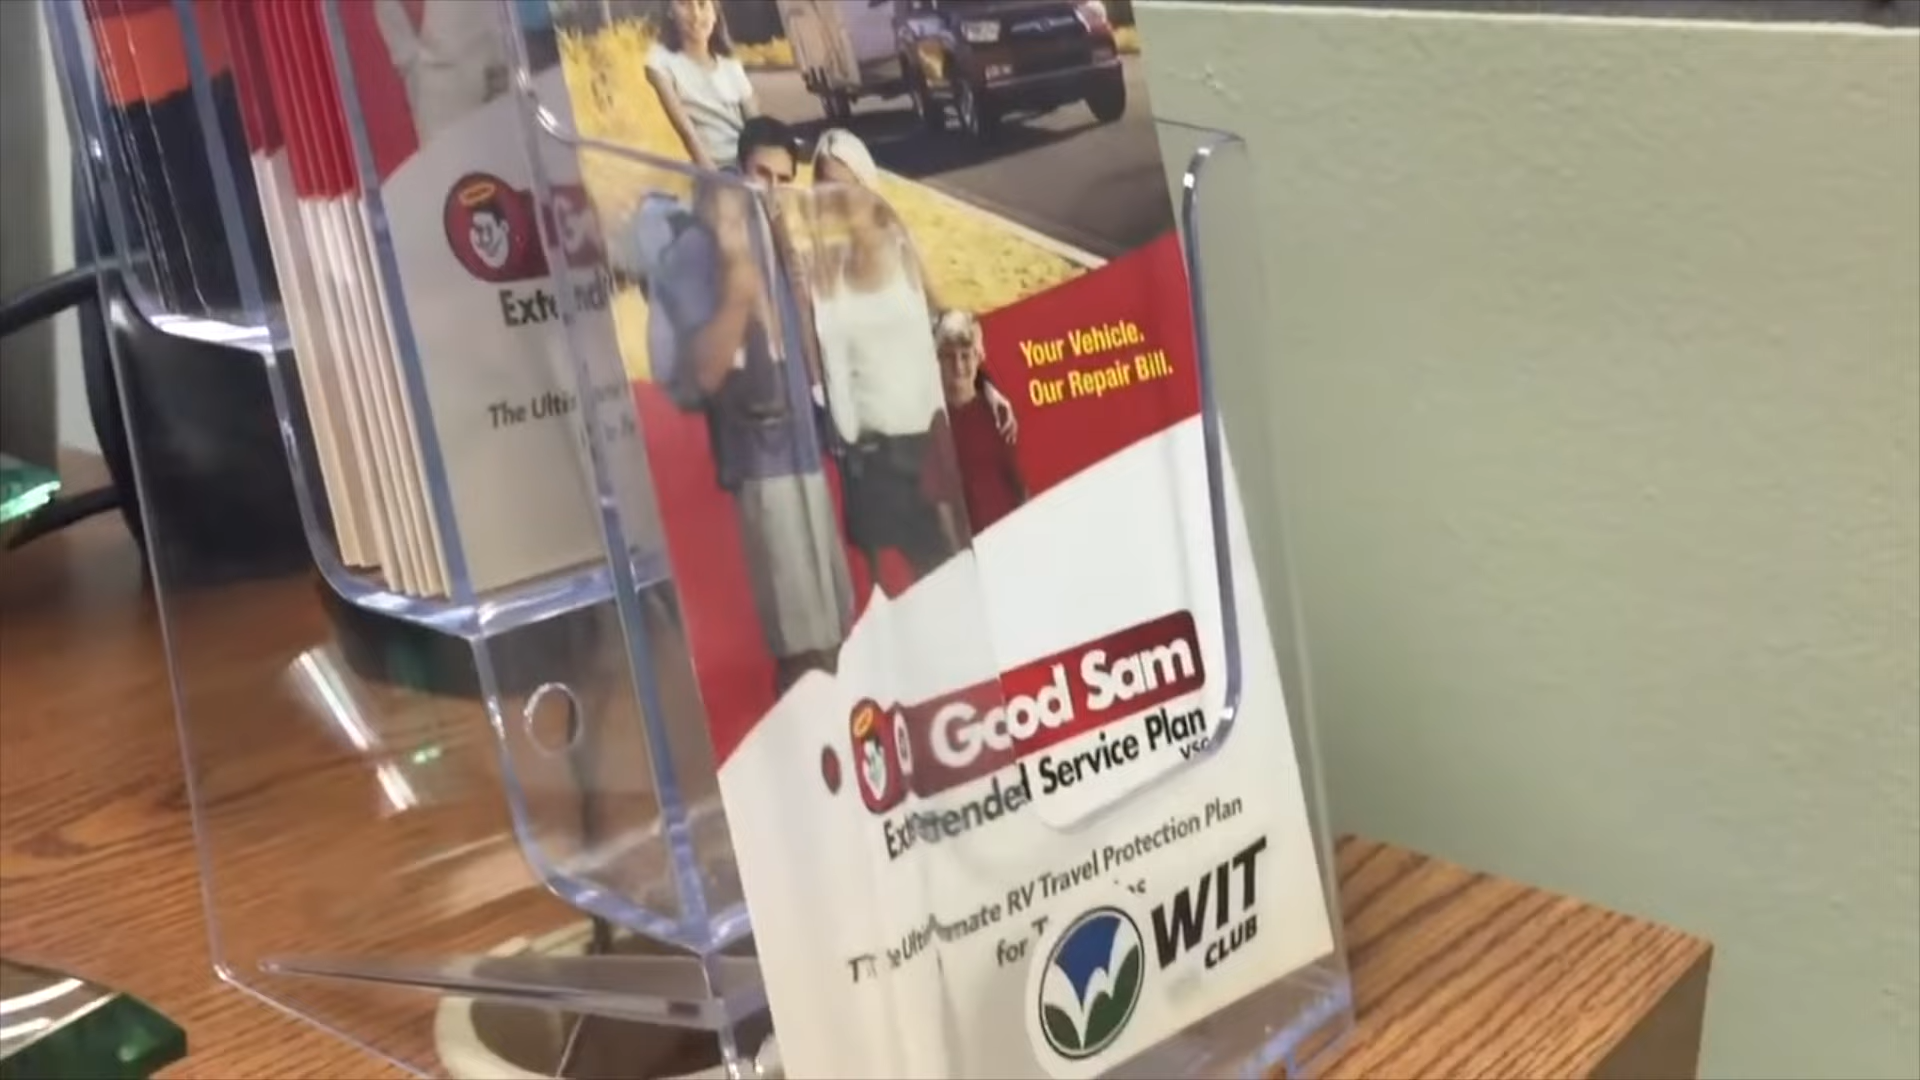 Your Vehicle.
Our Repair Bill.
Good Sam
Extended Service Plan
VSC
The Ultimate RV Travel Protection Plan
for
WIT
CLUB
Extend
The Ulti